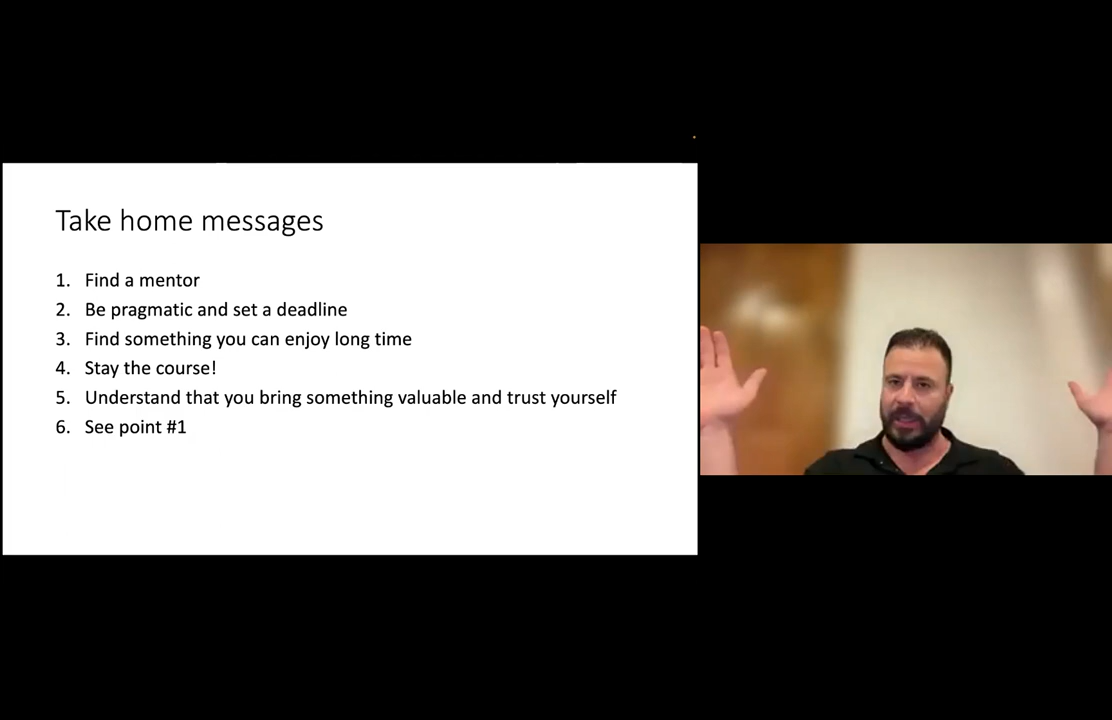 Take home messages
1. Find a mentor
2. Be pragmatic and set a deadline
3. Find something you can enjoy long time
4. Stay the course!
5. Understand that you bring something valuable and trust yourself
6. See point #1